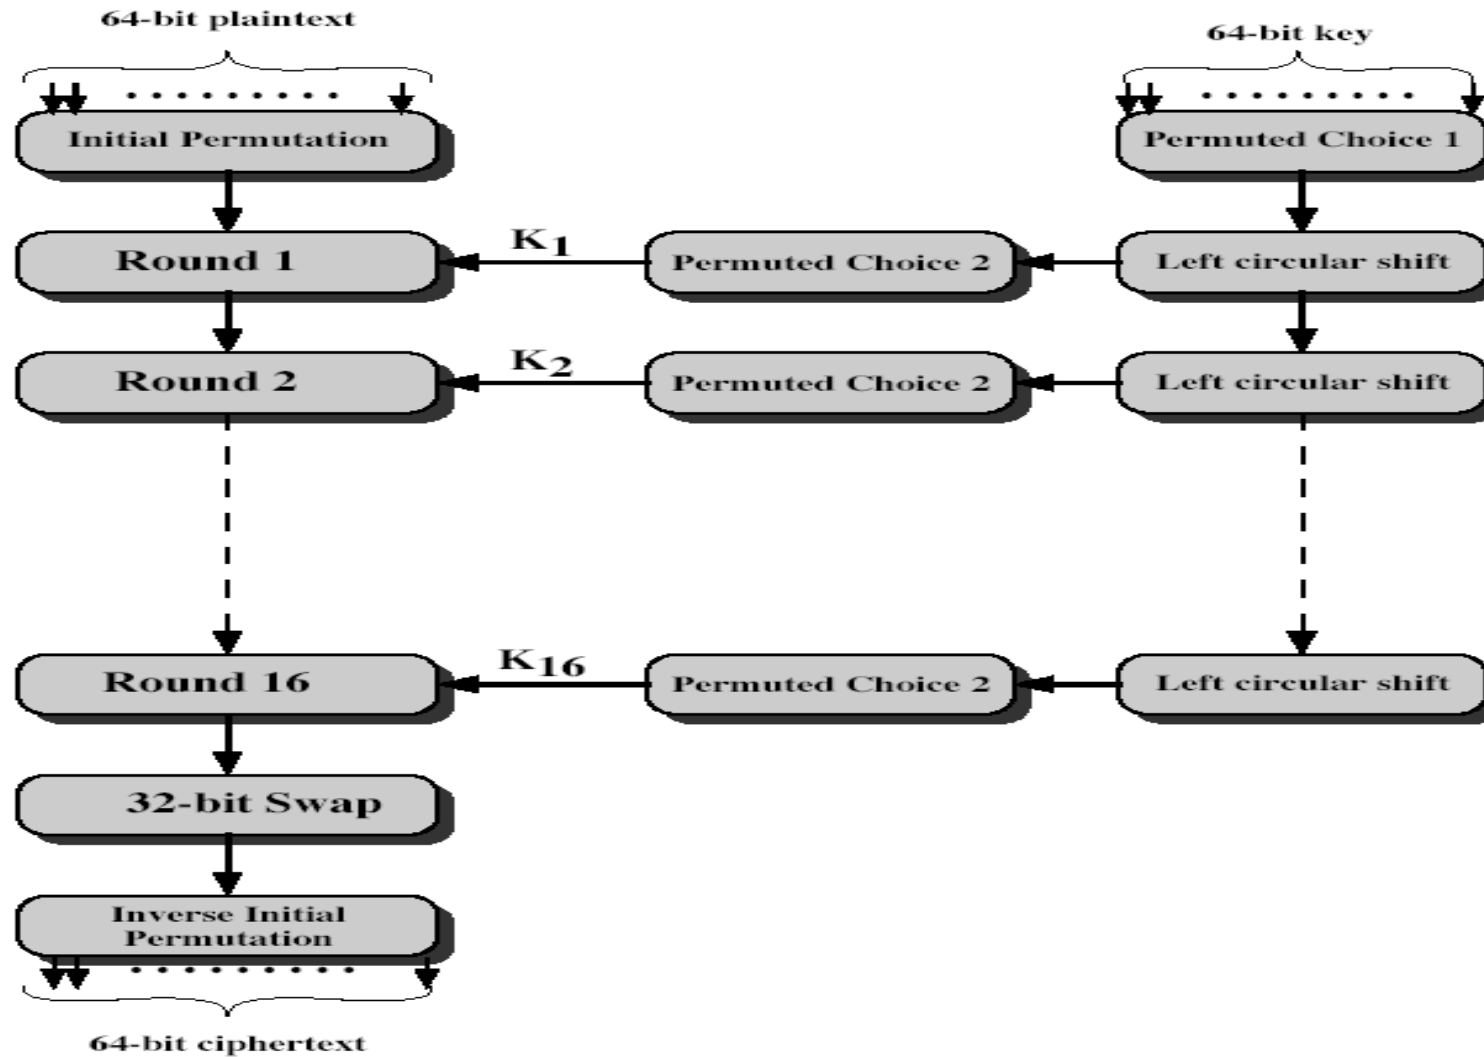 64-bit plaintext
64-bit key
Initial Permutation
Permuted Choice 1
Round 1
K1
Permuted Choice 2
Left circular shift
Round 2
K2
Permuted Choice 2
Left circular shift
Round 16
K16
Permuted Choice 2
Left circular shift
32-bit Swap
Inverse Initial
Permutation
64-bit ciphertext